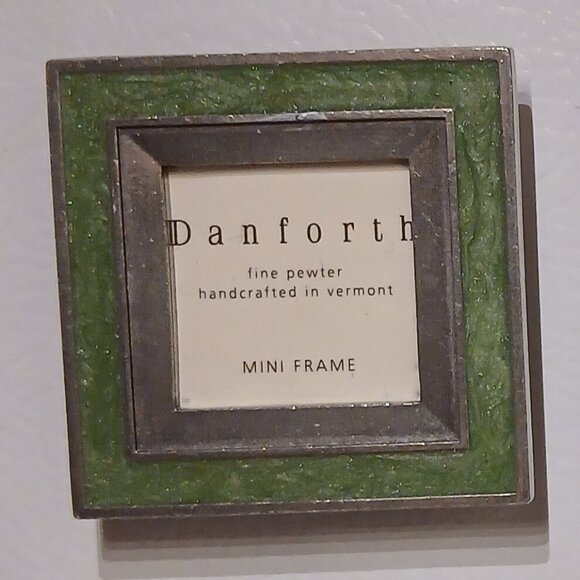 Danforth
fine pewter
handcrafted in vermont
MINI FRAME